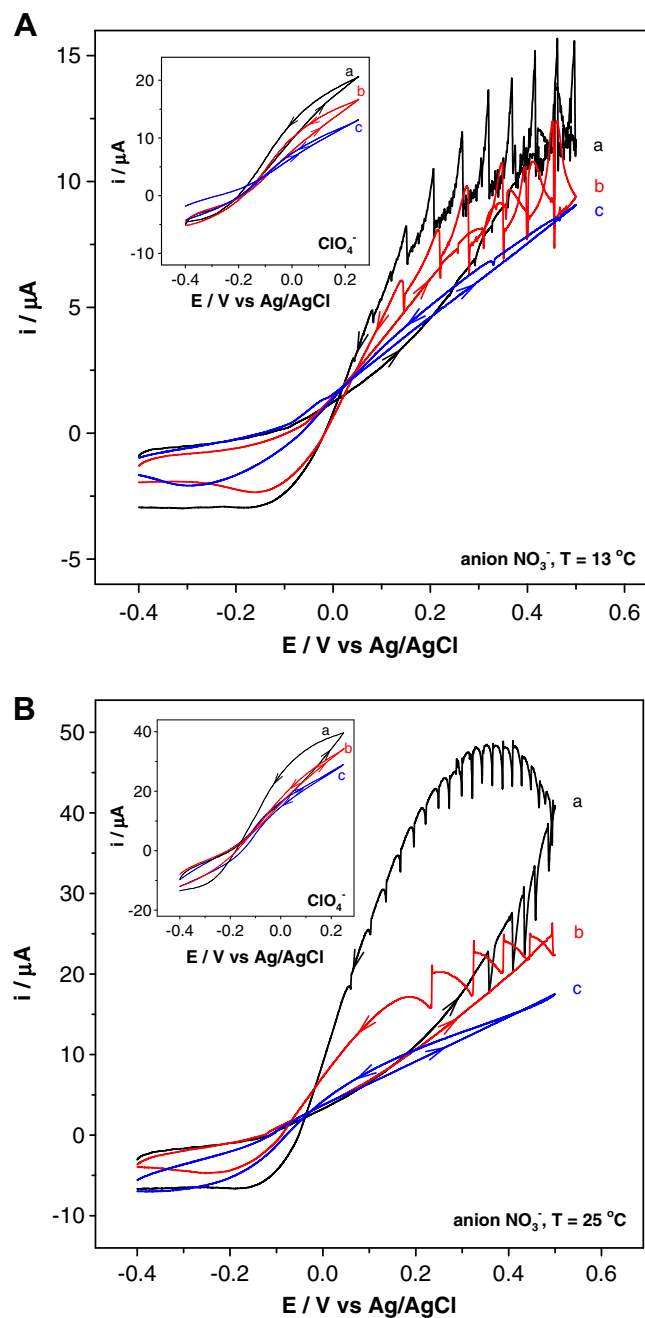 A
15
10
5
0
-5
i / µA
-0.4
-0.2
0.0
0.2
0.4
0.6
E / V vs Ag/AgCl
a
b
c
anion NO₃⁻, T = 13 °C
20
10
0
-10
i / µA
-0.4
-0.2
0.0
0.2
E / V vs Ag/AgCl
a
b
c
ClO₄⁻
B
50
40
30
20
10
0
-10
i / µA
-0.4
-0.2
0.0
0.2
0.4
0.6
E / V vs Ag/AgCl
a
b
c
anion NO₃⁻, T = 25 °C
40
20
0
-20
i / µA
-0.4
-0.2
0.0
0.2
E / V vs Ag/AgCl
a
b
c
ClO₄⁻